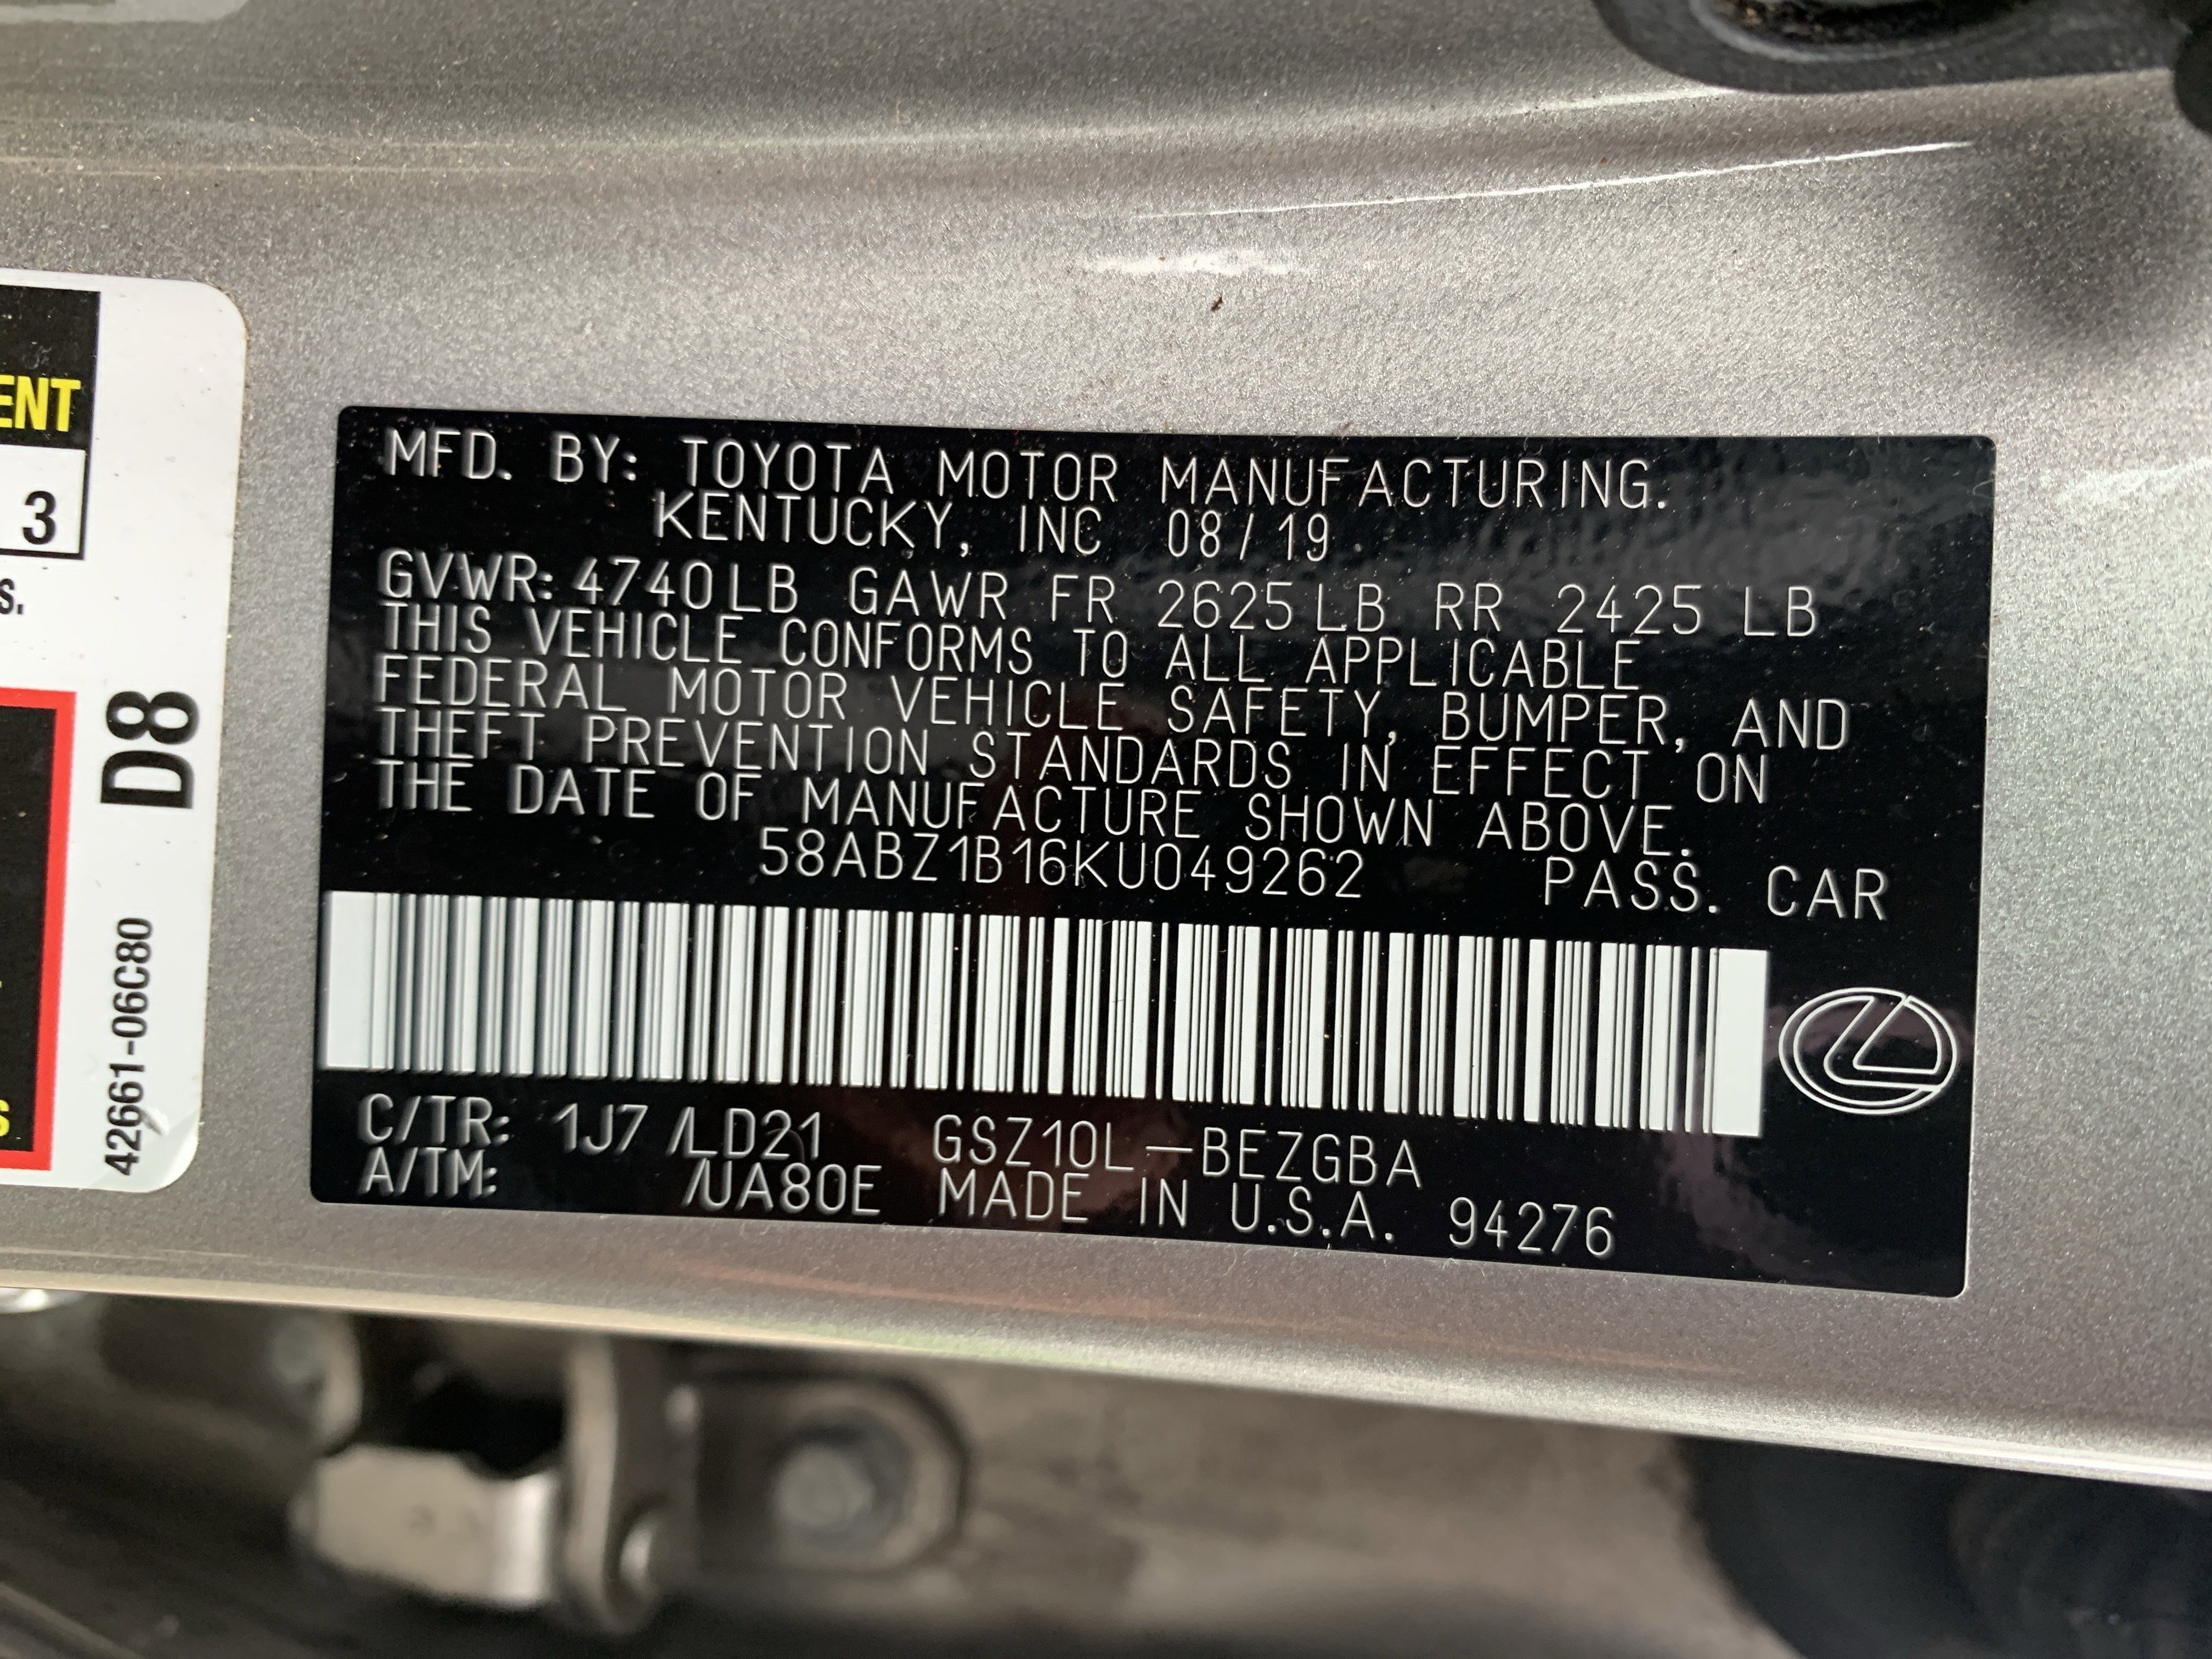 ENT
3
S.
D8
42661-06C80
S
MFD. BY: TOYOTA MOTOR MANUFACTURING.
KENTUCKY, INC 08/19
GVWR: 4740LB GAWR FR 2625LB RR 2425 LB
THIS VEHICLE CONFORMS TO ALL APPLICABLE
FEDERAL MOTOR VEHICLE SAFETY, BUMPER, AND
THEFT PREVENTION STANDARDS IN EFFECT ON
THE DATE OF MANUFACTURE SHOWN ABOVE.
58ABZ1B16KU049262 PASS. CAR
C/TR: 1J7 /LD21 GSZ10L-BEZGBA
A/TM: /UA80E MADE IN U.S.A. 94276